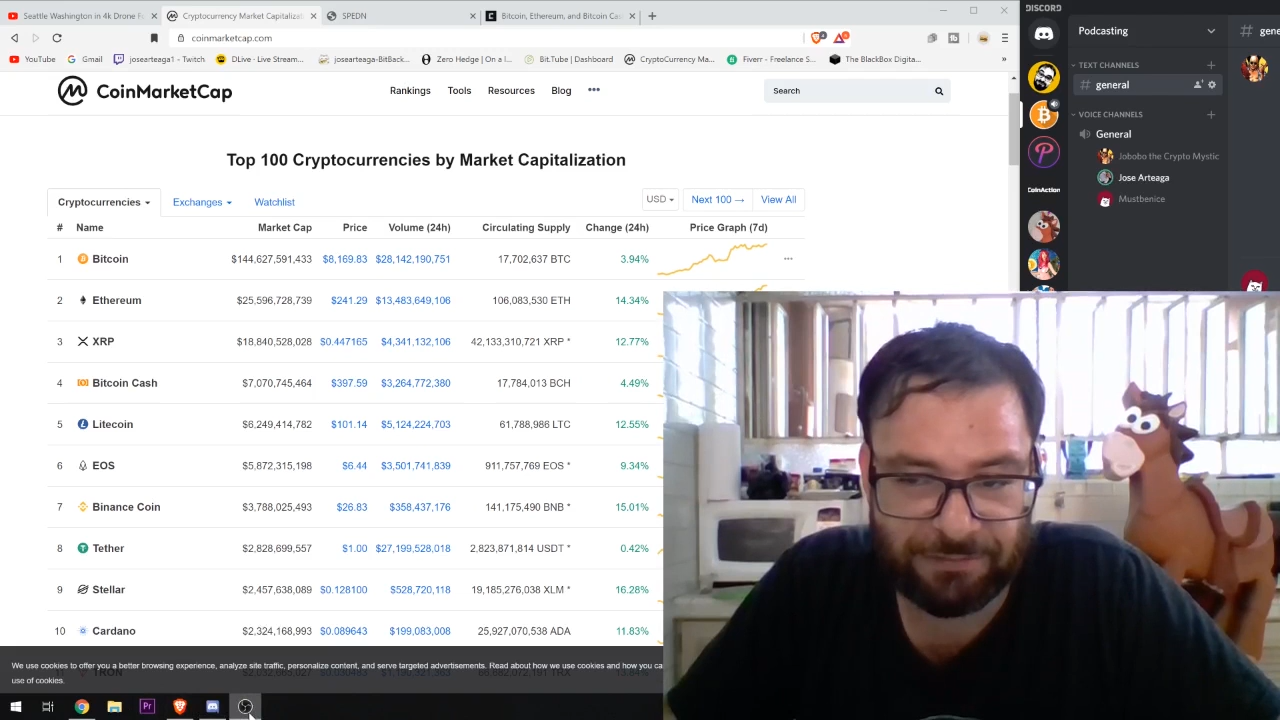 Seattle Washington in 4k Drone F
Cryptocurrency Market Capitalizat
SPEDN
Bitcoin, Ethereum, and Bitcoin Ca
DISCORD
coinmarketcap.com
Podcasting
gene
YouTube
Gmail
josearteaga1 - Twitch
DLive - Live Stream...
josearteaga-BitBack...
Zero Hedge | On a l...
Bit.Tube | Dashboard
CryptoCurrency Ma...
Fiverr - Freelance S...
The BlackBox Digita...
TEXT CHANNELS
general
CoinMarketCap
Rankings
Tools
Resources
Blog
Search
VOICE CHANNELS
General
Jobobo the Crypto Mystic
Jose Arteaga
Mustbenice
CoinAction
Top 100 Cryptocurrencies by Market Capitalization
Cryptocurrencies
Exchanges
Watchlist
USD
Next 100 →
View All
# Name Market Cap Price Volume (24h) Circulating Supply Change (24h) Price Graph (7d)
1 Bitcoin $144,627,591,433 $8,169.83 $28,142,190,751 17,702,637 BTC 3.94%
2 Ethereum $25,596,728,739 $241.29 $13,483,649,106 106,083,530 ETH 14.34%
3 XRP $18,840,528,028 $0.447165 $4,341,132,106 42,133,310,721 XRP * 12.77%
4 Bitcoin Cash $7,070,745,464 $397.59 $3,264,772,380 17,784,013 BCH 4.49%
5 Litecoin $6,249,414,782 $101.14 $5,124,224,703 61,788,986 LTC 12.55%
6 EOS $5,872,315,198 $6.44 $3,501,741,839 911,757,769 EOS * 9.34%
7 Binance Coin $3,788,025,493 $26.83 $358,437,176 141,175,490 BNB * 15.01%
8 Tether $2,828,699,557 $1.00 $27,199,528,018 2,823,871,814 USDT * 0.42%
9 Stellar $2,457,638,089 $0.128100 $528,720,118 19,185,276,038 XLM * 16.28%
10 Cardano $2,324,168,993 $0.089643 $199,083,008 25,927,070,538 ADA 11.83%
We use cookies to offer you a better browsing experience, analyze site traffic, personalize content, and serve targeted advertisements. Read about how we use cookies and how you ca
use of cookies.
TRON
Pr